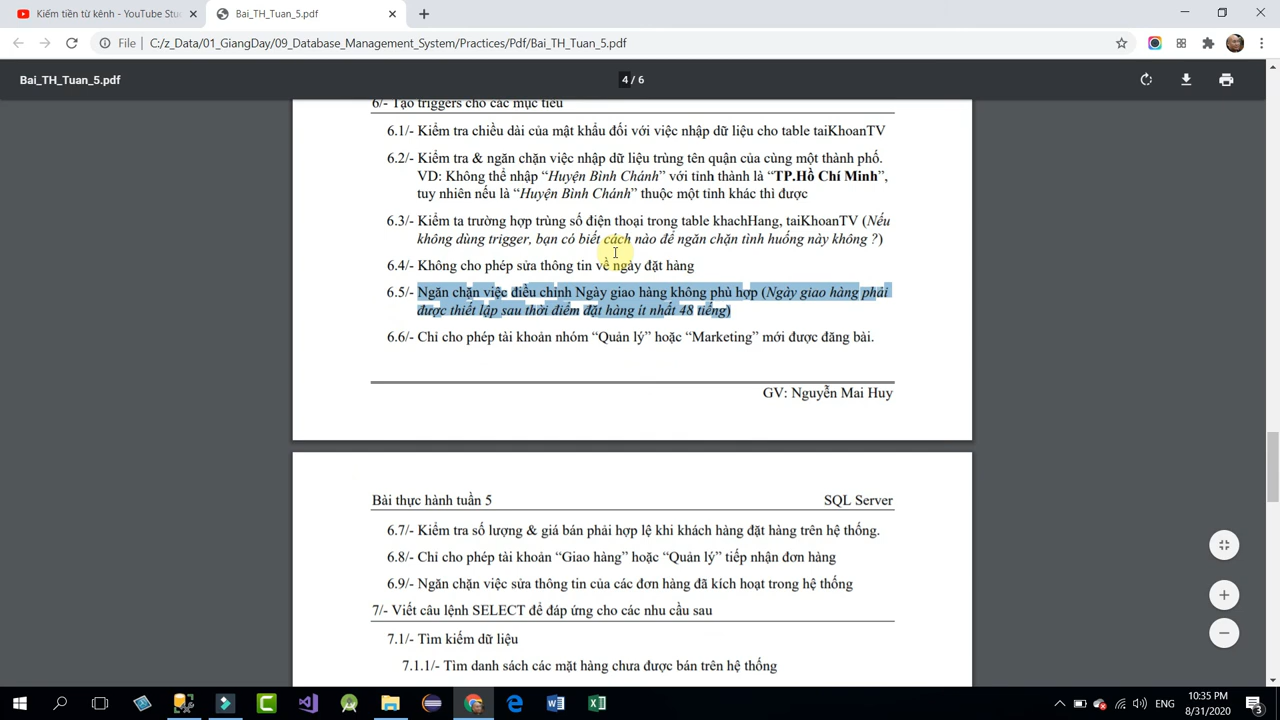 Kiếm tiền từ kênh - YouTube Stu
Bai_TH_Tuan_5.pdf
File
C:/z_Data/01_GiangDay/09_Database_Management_System/Practices/Pdf/Bai_TH_Tuan_5.pdf
Bai_TH_Tuan_5.pdf
4 / 6
6/- Tạo triggers cho các mục tiêu
6.1/- Kiểm tra chiều dài của mật khẩu đối với việc nhập dữ liệu cho table taiKhoanTV
6.2/- Kiểm tra & ngăn chặn việc nhập dữ liệu trùng tên quận của cùng một thành phố.
VD: Không thể nhập “Huyện Bình Chánh” với tỉnh thành là “TP.Hồ Chí Minh”,
tuy nhiên nếu là “Huyện Bình Chánh” thuộc một tỉnh khác thì được
6.3/- Kiểm ta trường hợp trùng số điện thoại trong table khachHang, taiKhoanTV (Nếu
không dùng trigger, bạn có biết cách nào để ngăn chặn tình huống này không ?)
6.4/- Không cho phép sửa thông tin về ngày đặt hàng
6.5/- Ngăn chặn việc điều chỉnh Ngày giao hàng không phù hợp (Ngày giao hàng phải
được thiết lập sau thời điểm đặt hàng ít nhất 48 tiếng)
6.6/- Chỉ cho phép tài khoản nhóm “Quản lý” hoặc “Marketing” mới được đăng bài.
GV: Nguyễn Mai Huy
Bài thực hành tuần 5
SQL Server
6.7/- Kiểm tra số lượng & giá bán phải hợp lệ khi khách hàng đặt hàng trên hệ thống.
6.8/- Chỉ cho phép tài khoản “Giao hàng” hoặc “Quản lý” tiếp nhận đơn hàng
6.9/- Ngăn chặn việc sửa thông tin của các đơn hàng đã kích hoạt trong hệ thống
7/- Viết câu lệnh SELECT để đáp ứng cho các nhu cầu sau
7.1/- Tìm kiếm dữ liệu
7.1.1/- Tìm danh sách các mặt hàng chưa được bán trên hệ thống
ENG
10:35 PM
8/31/2020
3